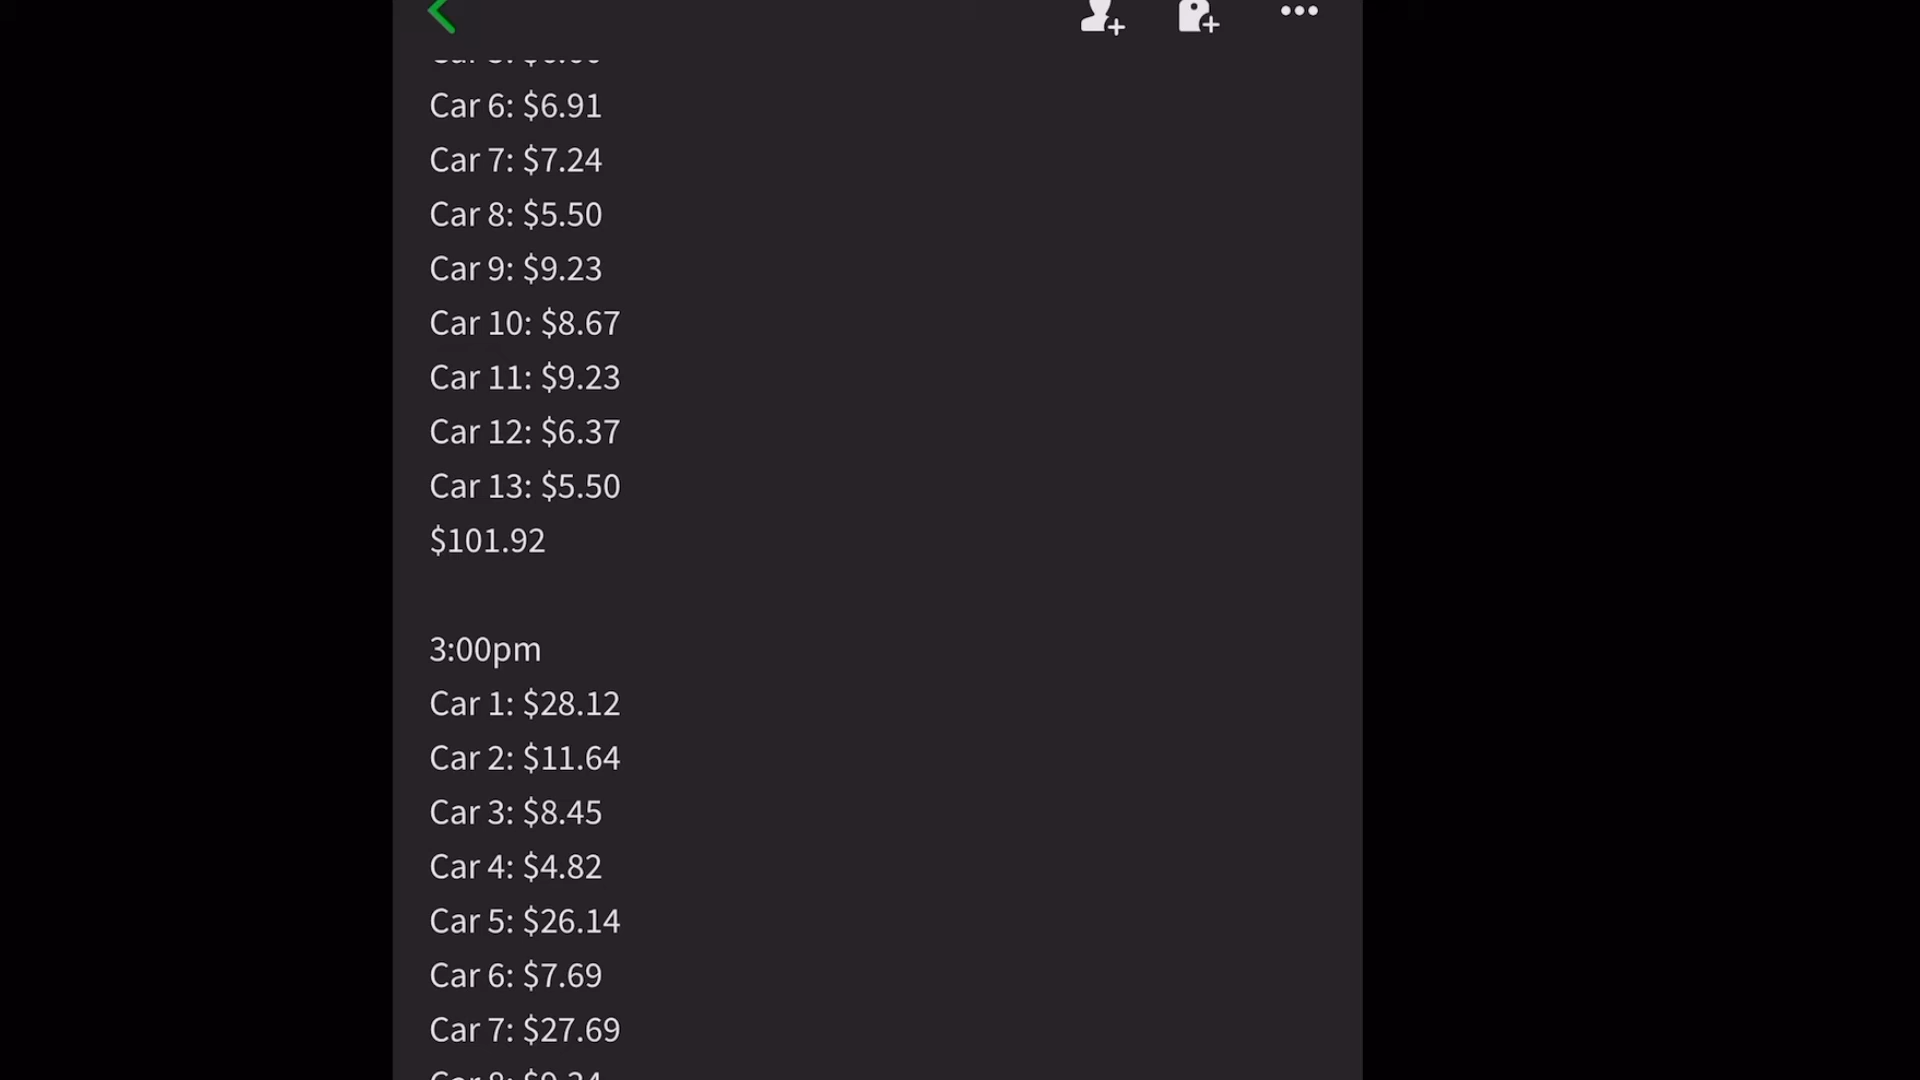 Car 6: $6.91
Car 7: $7.24
Car 8: $5.50
Car 9: $9.23
Car 10: $8.67
Car 11: $9.23
Car 12: $6.37
Car 13: $5.50
$101.92
3:00pm
Car 1: $28.12
Car 2: $11.64
Car 3: $8.45
Car 4: $4.82
Car 5: $26.14
Car 6: $7.69
Car 7: $27.69